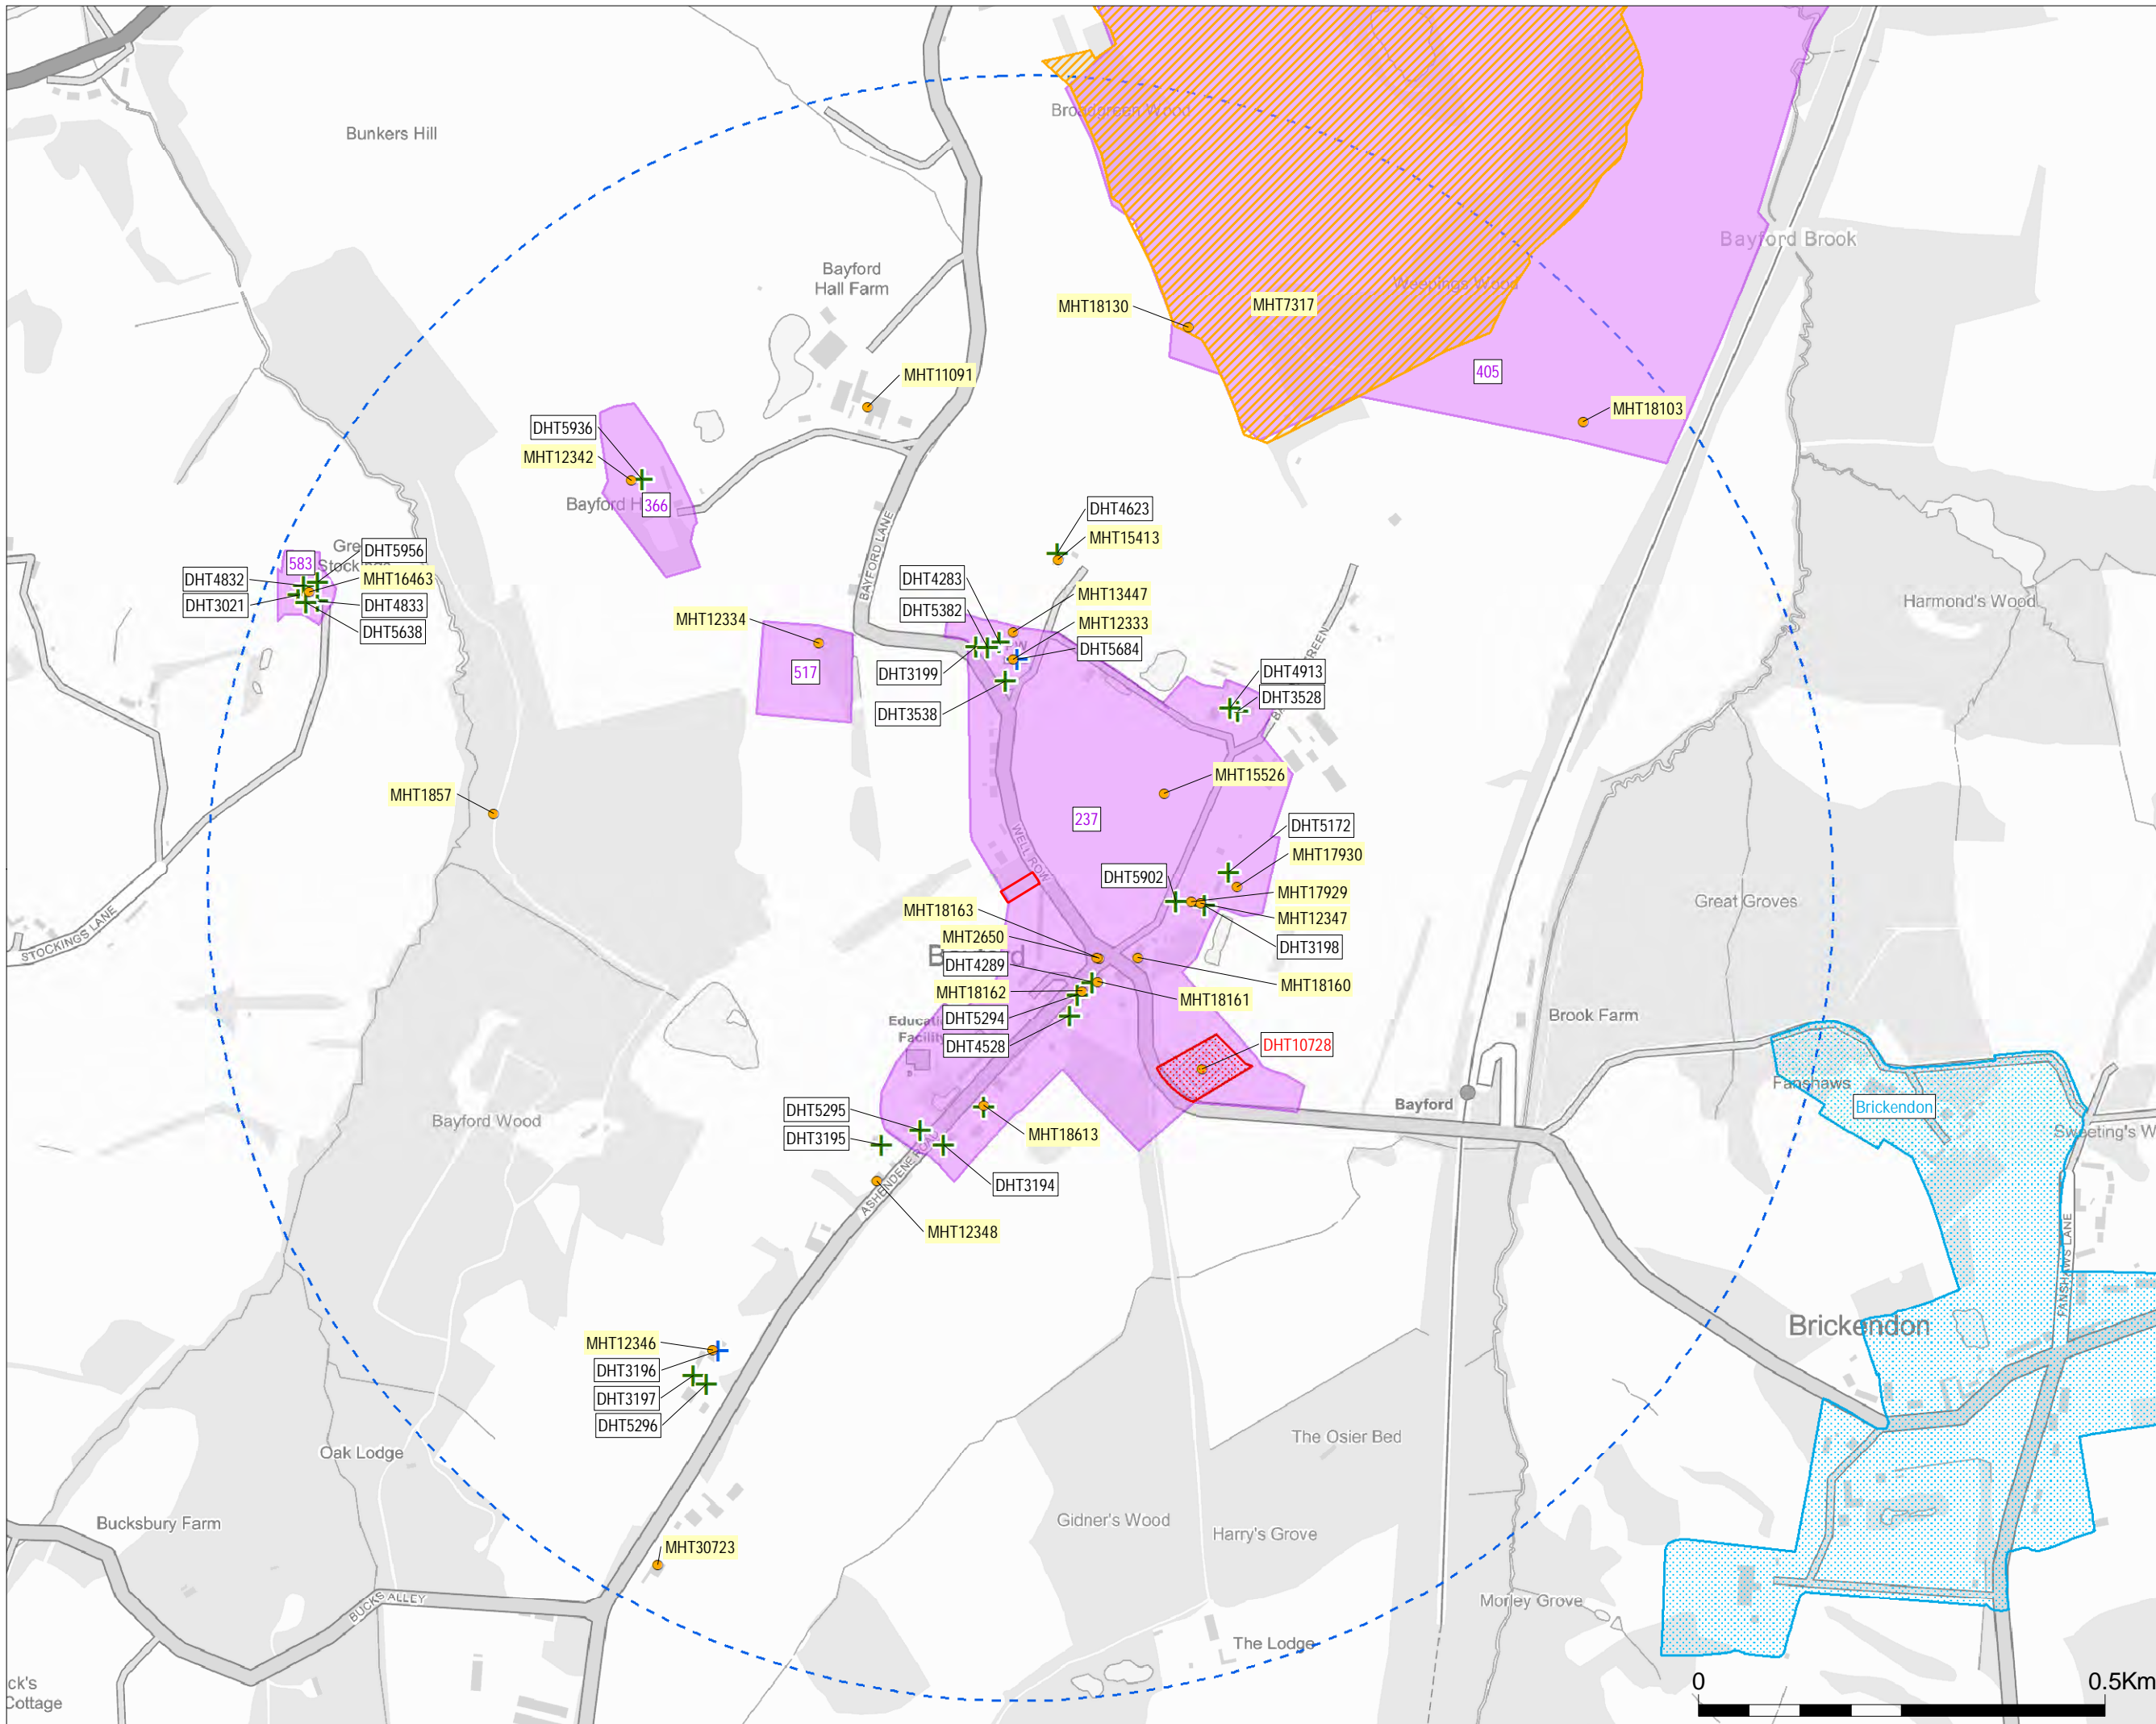 Broadgreen Wood
Bunkers Hill
Bayford Brook
Bayford
Hall Farm
Weepings Wood
MHT18130
MHT7317
MHT11091
405
MHT18103
DHT5936
MHT12342
366
BAYFORD LANE
DHT4623
MHT15413
583
DHT5956
DHT4832
MHT16463
DHT3021
DHT4833
DHT5638
DHT4283
DHT5382
MHT13447
MHT12333
DHT5684
MHT12334
517
DHT3199
DHT3538
Harmond's Wood
DHT4913
DHT3528
MHT15526
MHT1857
237
DHT5172
WELL ROW
MHT17930
DHT5902
MHT17929
MHT12347
DHT3198
Great Groves
MHT18163
MHT2650
DHT4289
MHT18162
MHT18161
MHT18160
STOCKINGS LANE
DHT5294
DHT4528
Brook Farm
DHT10728
Fanshaws
Bayford
Brickendon
Bayford Wood
DHT5295
DHT3195
MHT18613
DHT3194
ASHENDENE
MHT12348
FANSHAWS LANE
Brickendon
MHT12346
DHT3196
DHT3197
DHT5296
Oak Lodge
The Osier Bed
Bucksbury Farm
Gidner's Wood
Harry's Grove
MHT30723
BUCKS ALLEY
Morley Grove
The Lodge
ck's
Cottage
0
0.5Km